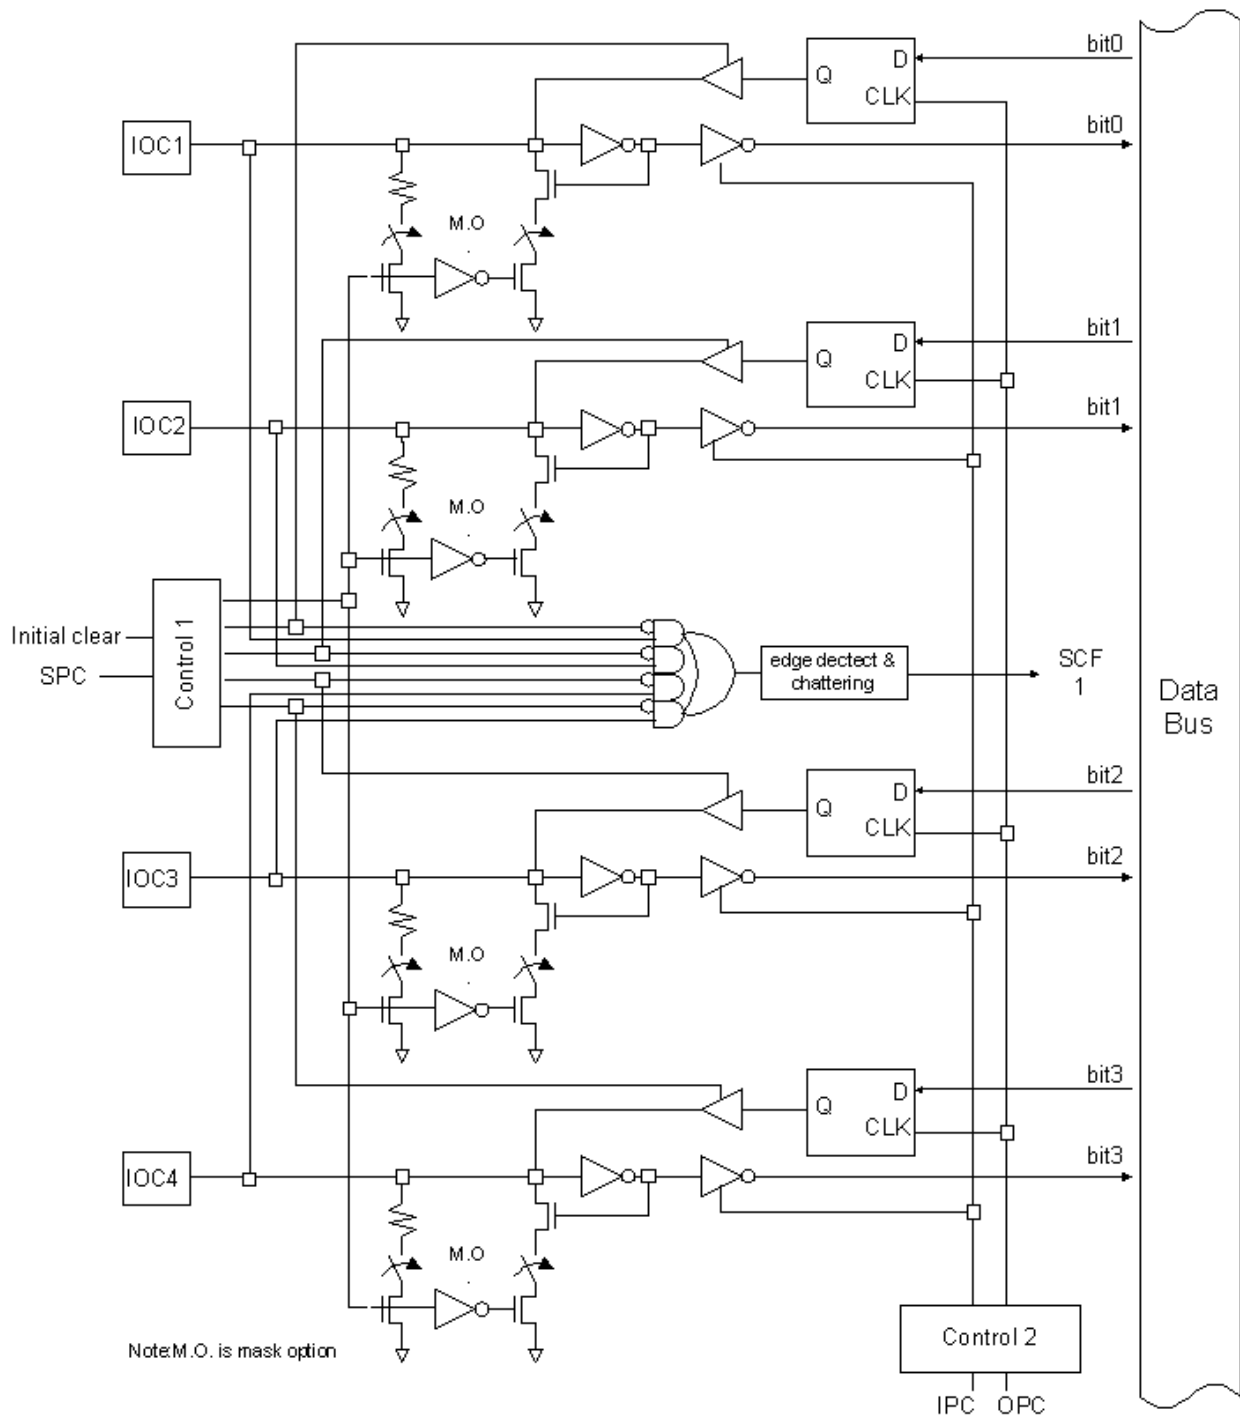 bit0
D
Q
CLK
bit0
IOC1
M.O
bit1
D
Q
CLK
bit1
IOC2
M.O
Initial clear
SPC
Control 1
edge dectect &
chattering
SCF
1
Data
Bus
bit2
D
Q
CLK
bit2
IOC3
M.O
bit3
D
Q
CLK
bit3
IOC4
M.O
Control 2
Note:M.O. is mask option
IPC OPC